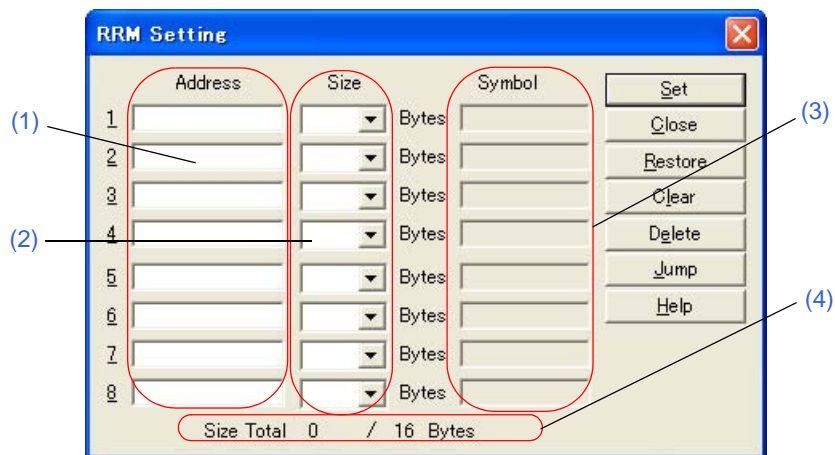 RRM Setting
Address Size Symbol
Set
(1)
1 Bytes
(3)
Close
2 Bytes
Restore
3 Bytes
Clear
(2)
4 Bytes
Delete
5 Bytes
Jump
6 Bytes
Help
(4)
7 Bytes
8 Bytes
Size Total 0 / 16 Bytes